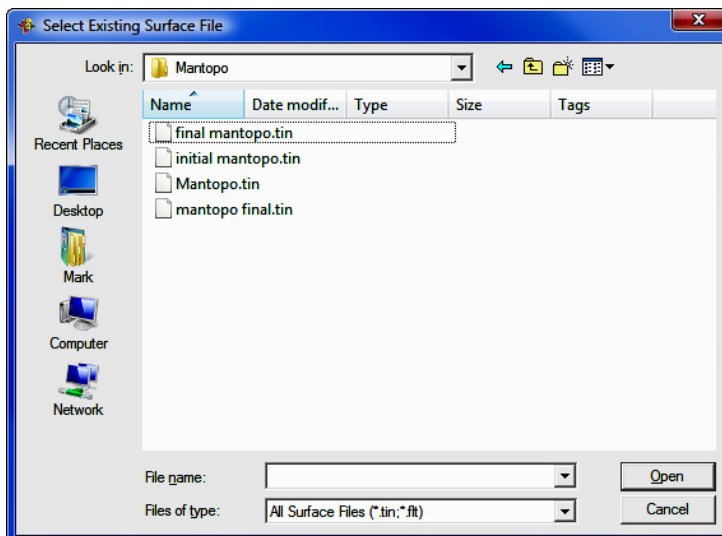 Select Existing Surface File
X
Look in:
Mantopo
Name Date modif... Type Size Tags
final mantopo.tin
initial mantopo.tin
Mantopo.tin
mantopo final.tin
Recent Places
Desktop
Mark
Computer
Network
File name:
Open
Files of type:
All Surface Files (*.tin;*.flt)
Cancel